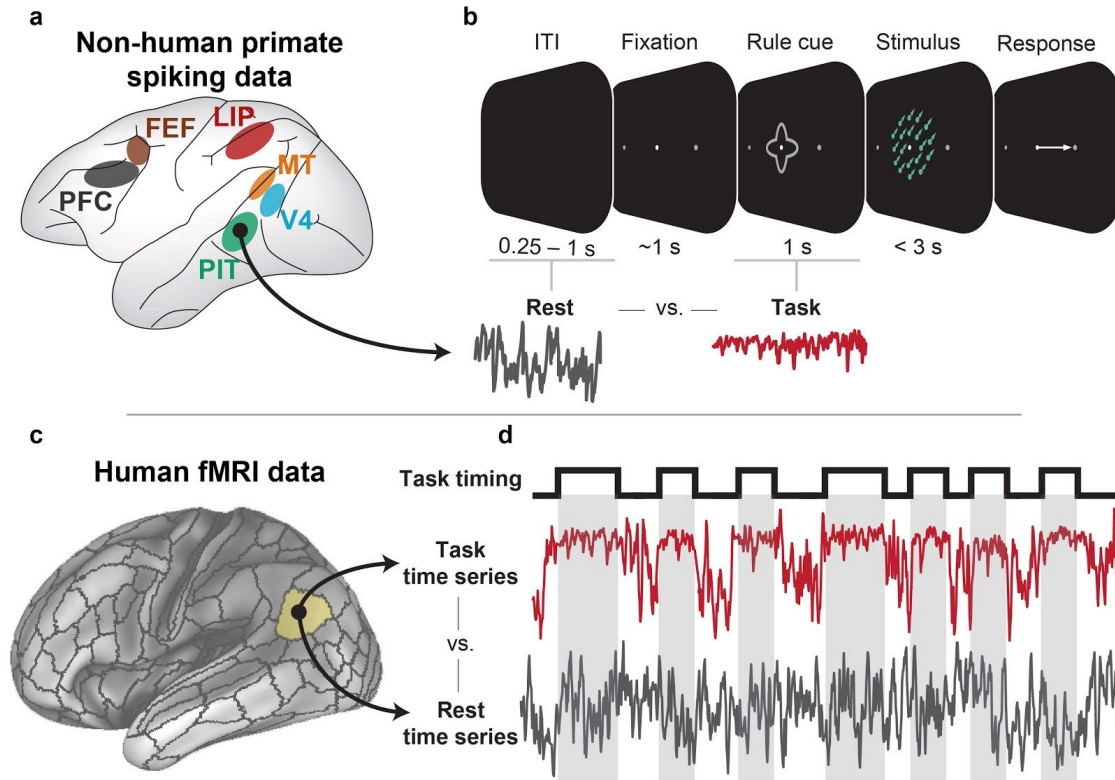 a
Non-human primate
spiking data
FEF
LIP
MT
PFC
V4
PIT
b
ITI
Fixation
Rule cue
Stimulus
Response
0.25 – 1 s
~1 s
1 s
< 3 s
Rest
vs.
Task
c
Human fMRI data
d
Task timing
Task
time series
vs.
Rest
time series